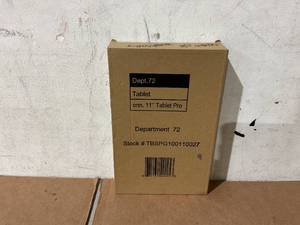 Dept.72
Tablet
onn. 11" Tablet Pro
Department 72
Stock # TBSPG100110027